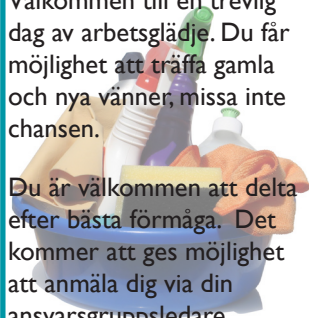 Välkommen till en trevlig
dag av arbetsglädje. Du får
möjlighet att träffa gamla
och nya vänner, missa inte
chansen.
Du är välkommen att delta
efter bästa förmåga. Det
kommer att ges möjlighet
att anmäla dig via din
ansvarsgruppsledare